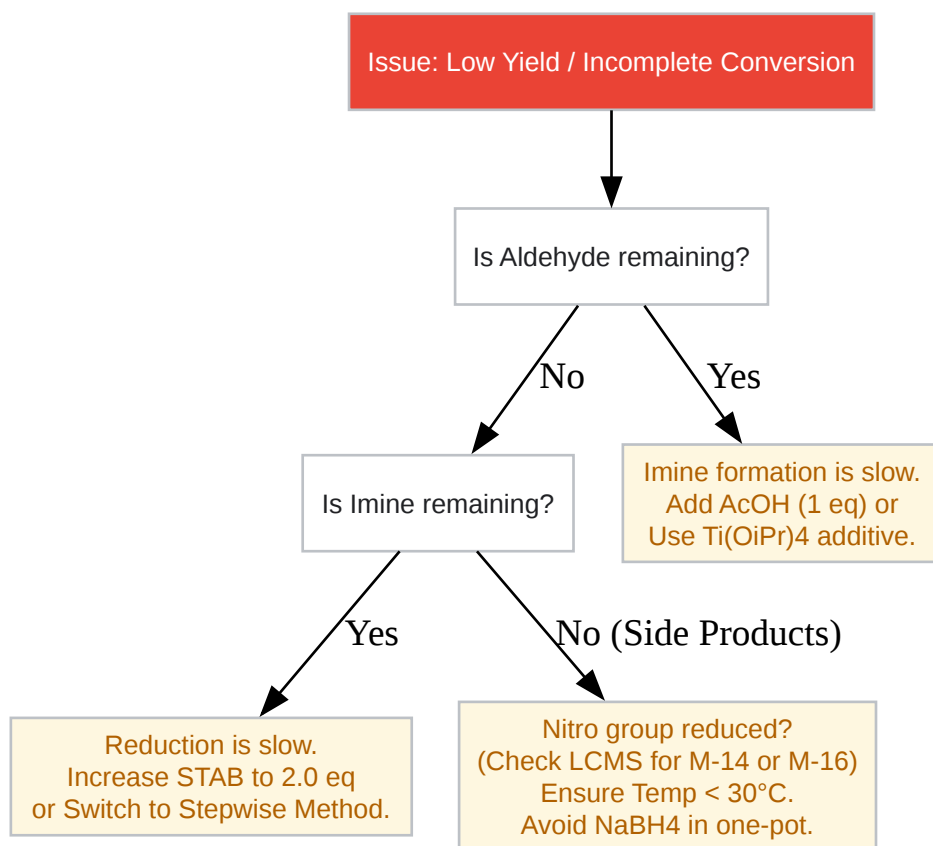 Issue: Low Yield / Incomplete Conversion
Is Aldehyde remaining?
No
Yes
Is Imine remaining?
Imine formation is slow.
Add AcOH (1 eq) or
Use Ti(OiPr)4 additive.
Yes
No (Side Products)
Reduction is slow.
Increase STAB to 2.0 eq
or Switch to Stepwise Method.
Nitro group reduced?
(Check LCMS for M-14 or M-16)
Ensure Temp < 30°C.
Avoid NaBH4 in one-pot.